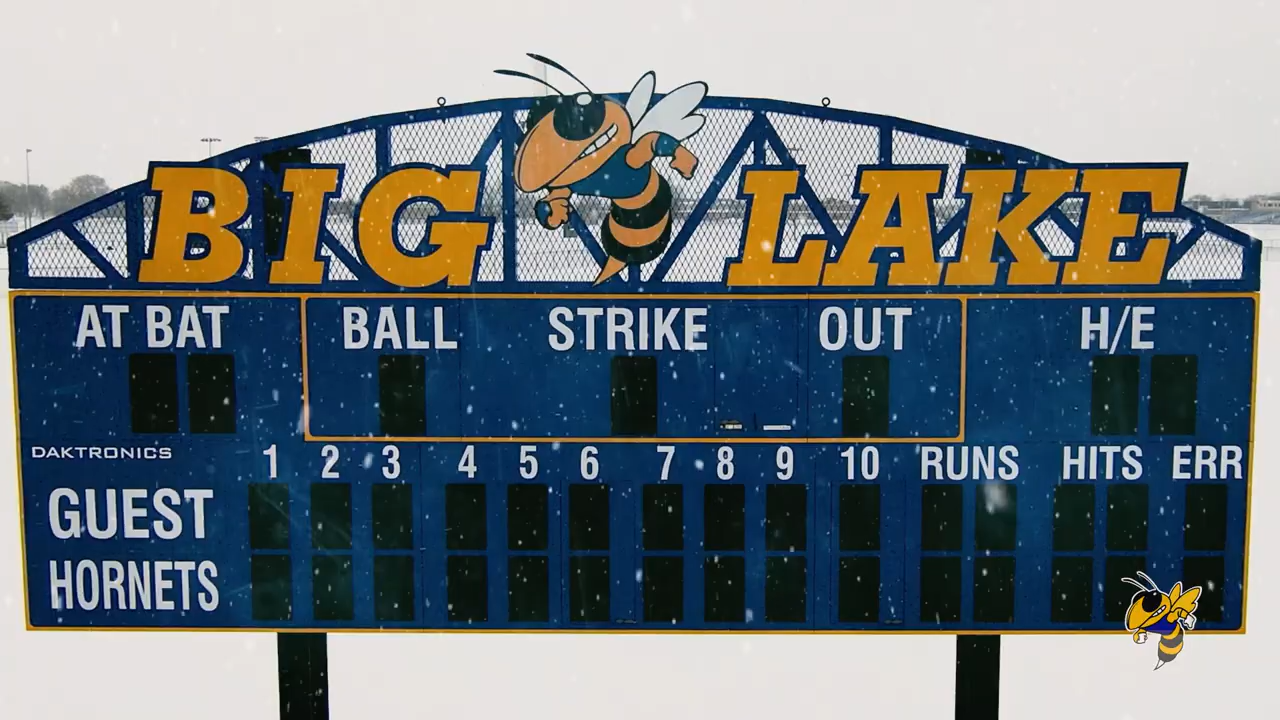 BIG LAKE
AT BAT BALL STRIKE OUT H/E
DAKTRONICS 1 2 3 4 5 6 7 8 9 10 RUNS HITS ERR
GUEST
HORNETS